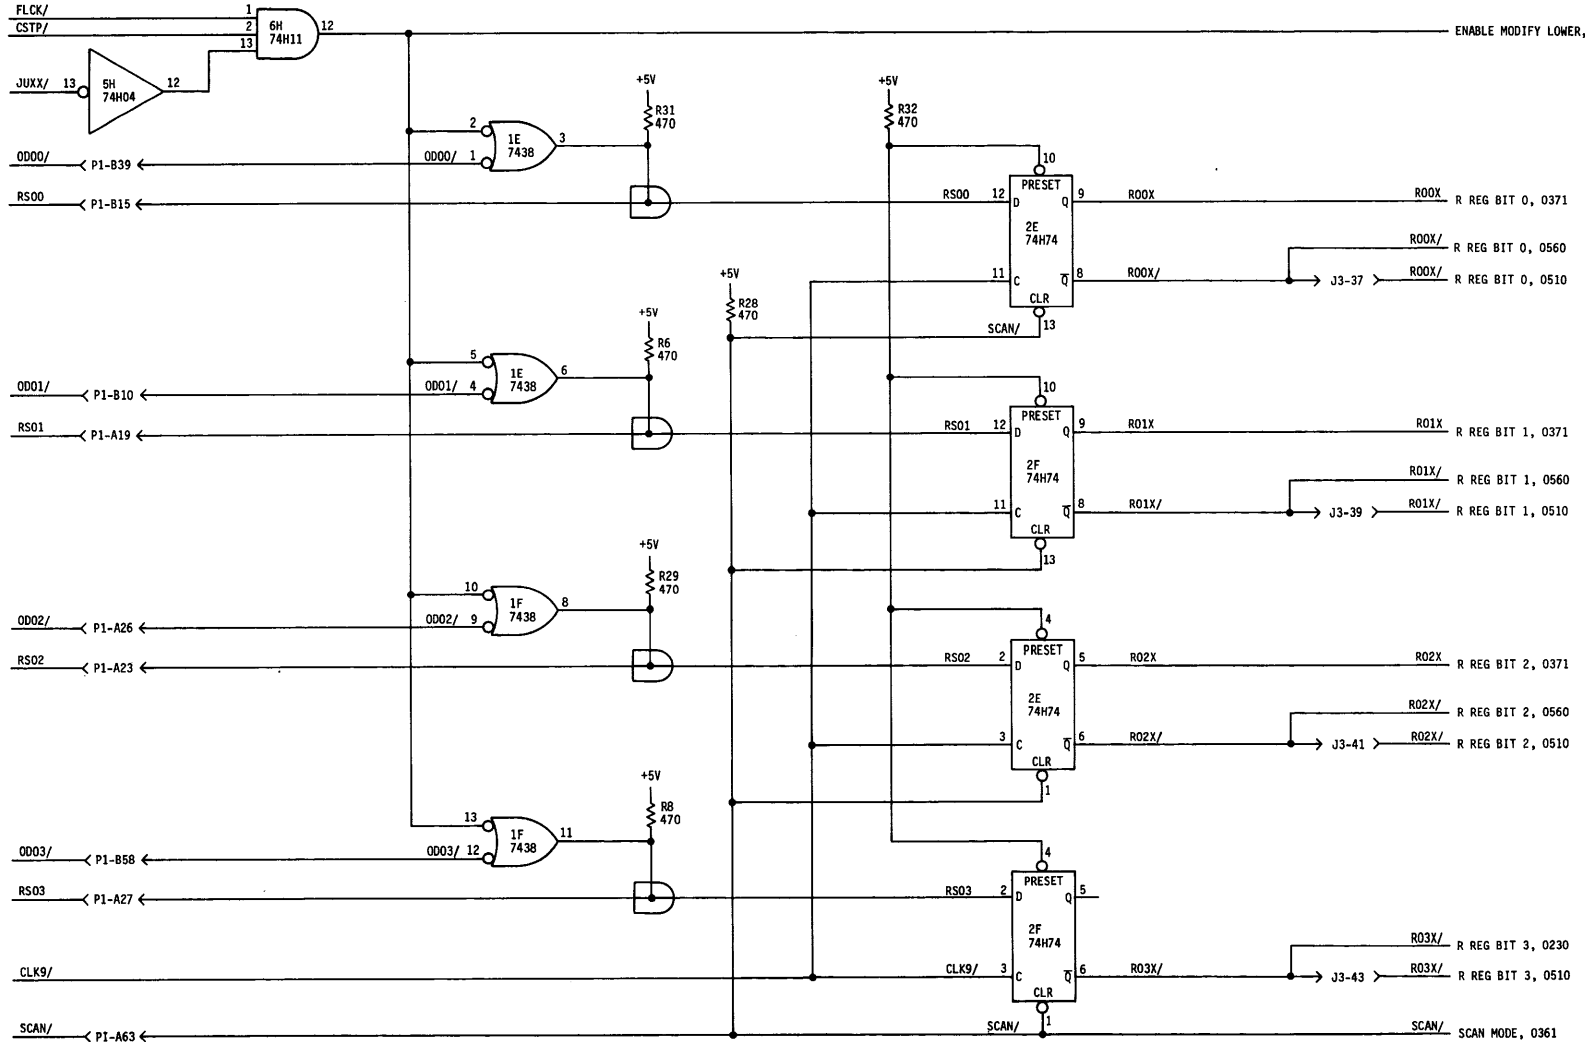 FLCK/ 1
CSTP/ 2
13
6H
74H11
12
ENABLE MODIFY LOWER,
JUXX/ 13
5H
74H04
12
+5V
R31
470
+5V
R32
470
2
1E
7438
3
OD00/ P1-B39 OD00/ 1
RS00 P1-B15 RS00 12
10
PRESET
D Q
2E
74H74
9 R00X R00X R REG BIT 0, 0371
R00X/ R REG BIT 0, 0560
11 C Q 8 R00X/ J3-37 R00X/ R REG BIT 0, 0510
CLR
SCAN/ 13
+5V
R28
470
+5V
R6
470
5
1E
7438
6
OD01/ P1-B10 OD01/ 4
RS01 P1-A19 RS01 12
10
PRESET
D Q
2F
74H74
9 R01X R01X R REG BIT 1, 0371
R01X/ R REG BIT 1, 0560
11 C Q 8 R01X/ J3-39 R01X/ R REG BIT 1, 0510
CLR
13
+5V
R29
470
10
1F
7438
8
OD02/ P1-A26 OD02/ 9
RS02 P1-A23 RS02 2
4
PRESET
D Q
2E
74H74
5 R02X R02X R REG BIT 2, 0371
R02X/ R REG BIT 2, 0560
3 C Q 6 R02X/ J3-41 R02X/ R REG BIT 2, 0510
CLR
1
+5V
R8
470
13
1F
7438
11
OD03/ P1-B58 OD03/ 12
RS03 P1-A27 RS03 2
4
PRESET
D Q
5
2F
74H74
R03X/ R REG BIT 3, 0230
CLK9/ CLK9/ 3 C Q 6 R03X/ J3-43 R03X/ R REG BIT 3, 0510
CLR
1
SCAN/ PI-A63 SCAN/ SCAN/ SCAN MODE, 0361